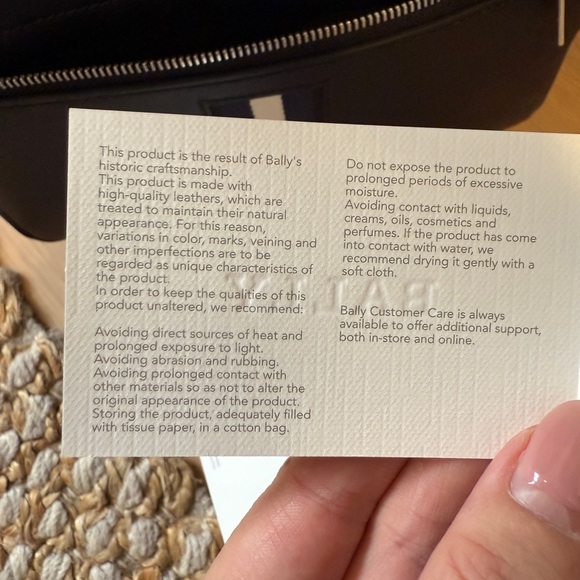 This product is the result of Bally's
historic craftsmanship.
This product is made with
high-quality leathers, which are
treated to maintain their natural
appearance. For this reason,
variations in color, marks, veining and
other imperfections are to be
regarded as unique characteristics of
the product.
In order to keep the qualities of this
product unaltered, we recommend:
Avoiding direct sources of heat and
prolonged exposure to light.
Avoiding abrasion and rubbing.
Avoiding prolonged contact with
other materials so as not to alter the
original appearance of the product.
Storing the product, adequately filled
with tissue paper, in a cotton bag.
Do not expose the product to
prolonged periods of excessive
moisture.
Avoiding contact with liquids,
creams, oils, cosmetics and
perfumes. If the product has come
into contact with water, we
recommend drying it gently with a
soft cloth.
Bally Customer Care is always
available to offer additional support,
both in-store and online.